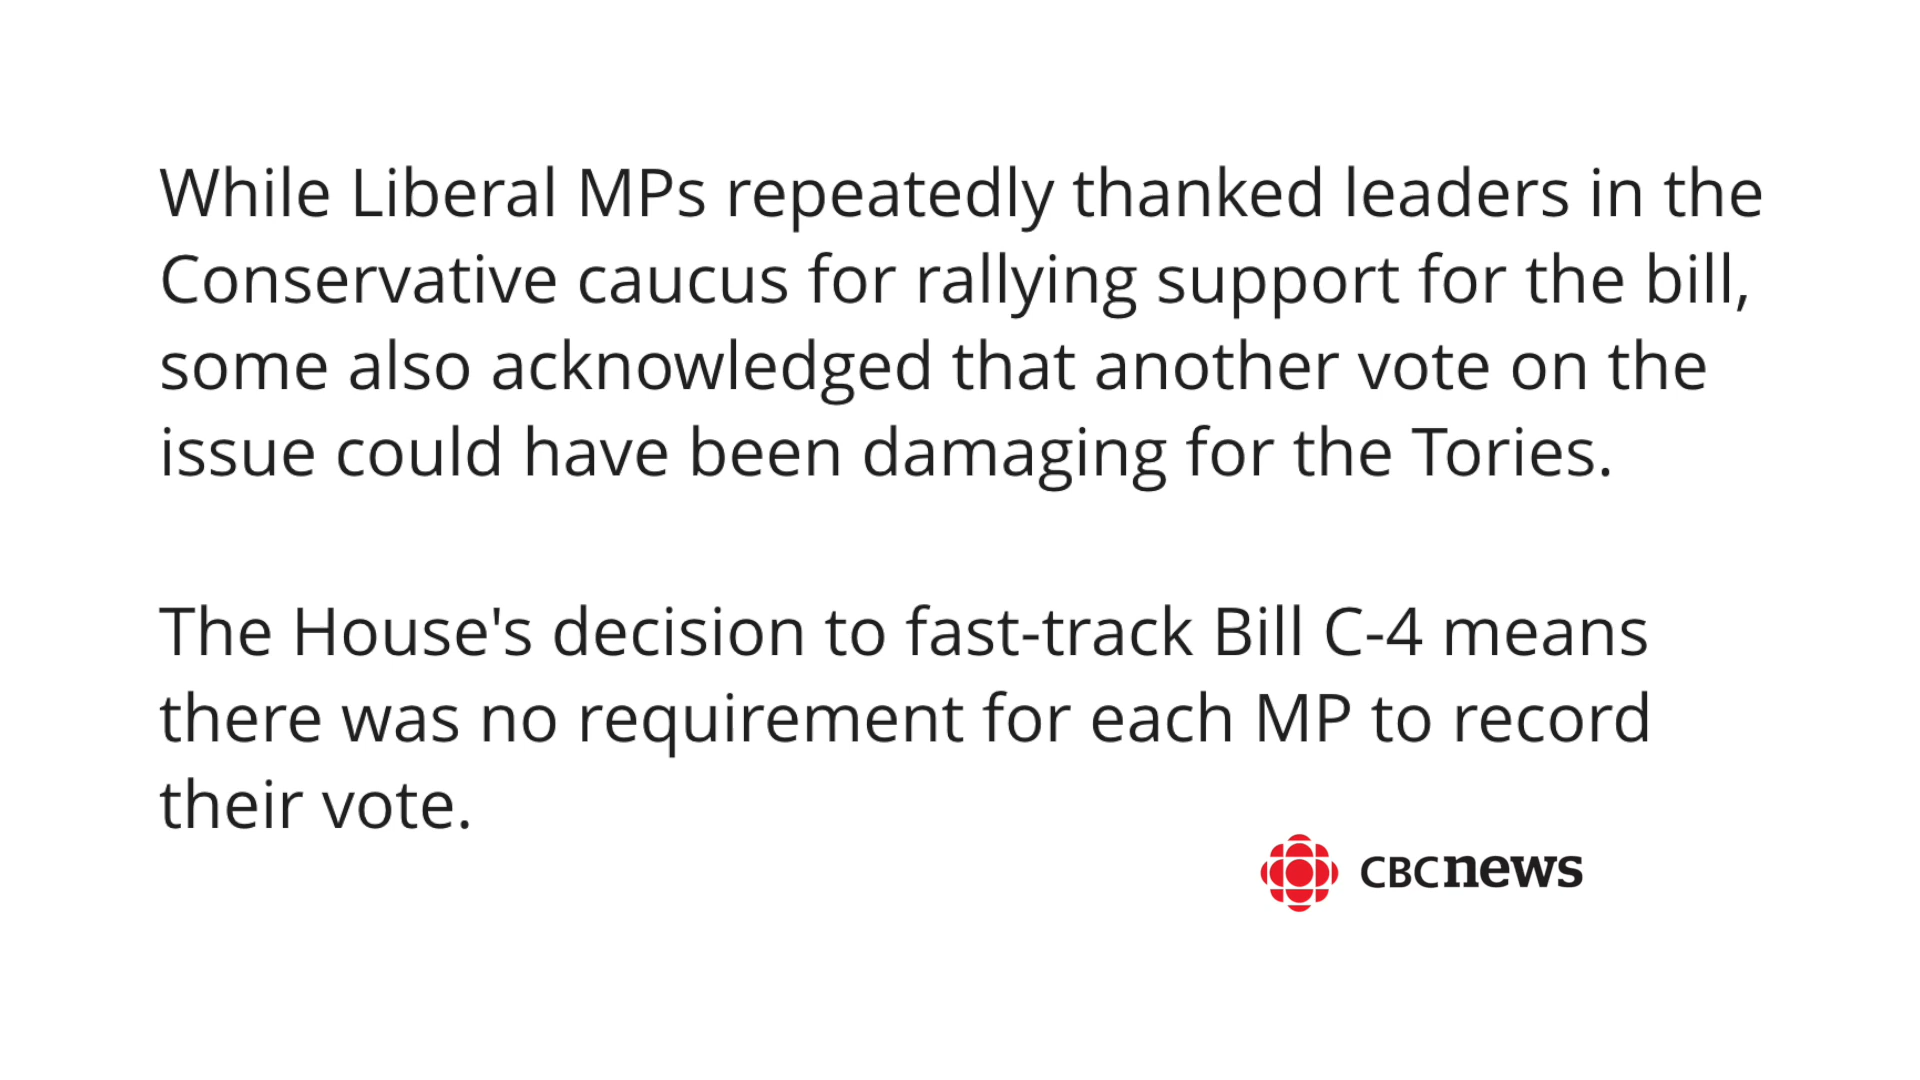 While Liberal MPs repeatedly thanked leaders in the
Conservative caucus for rallying support for the bill,
some also acknowledged that another vote on the
issue could have been damaging for the Tories.
The House's decision to fast-track Bill C-4 means
there was no requirement for each MP to record
their vote.
CBCnews